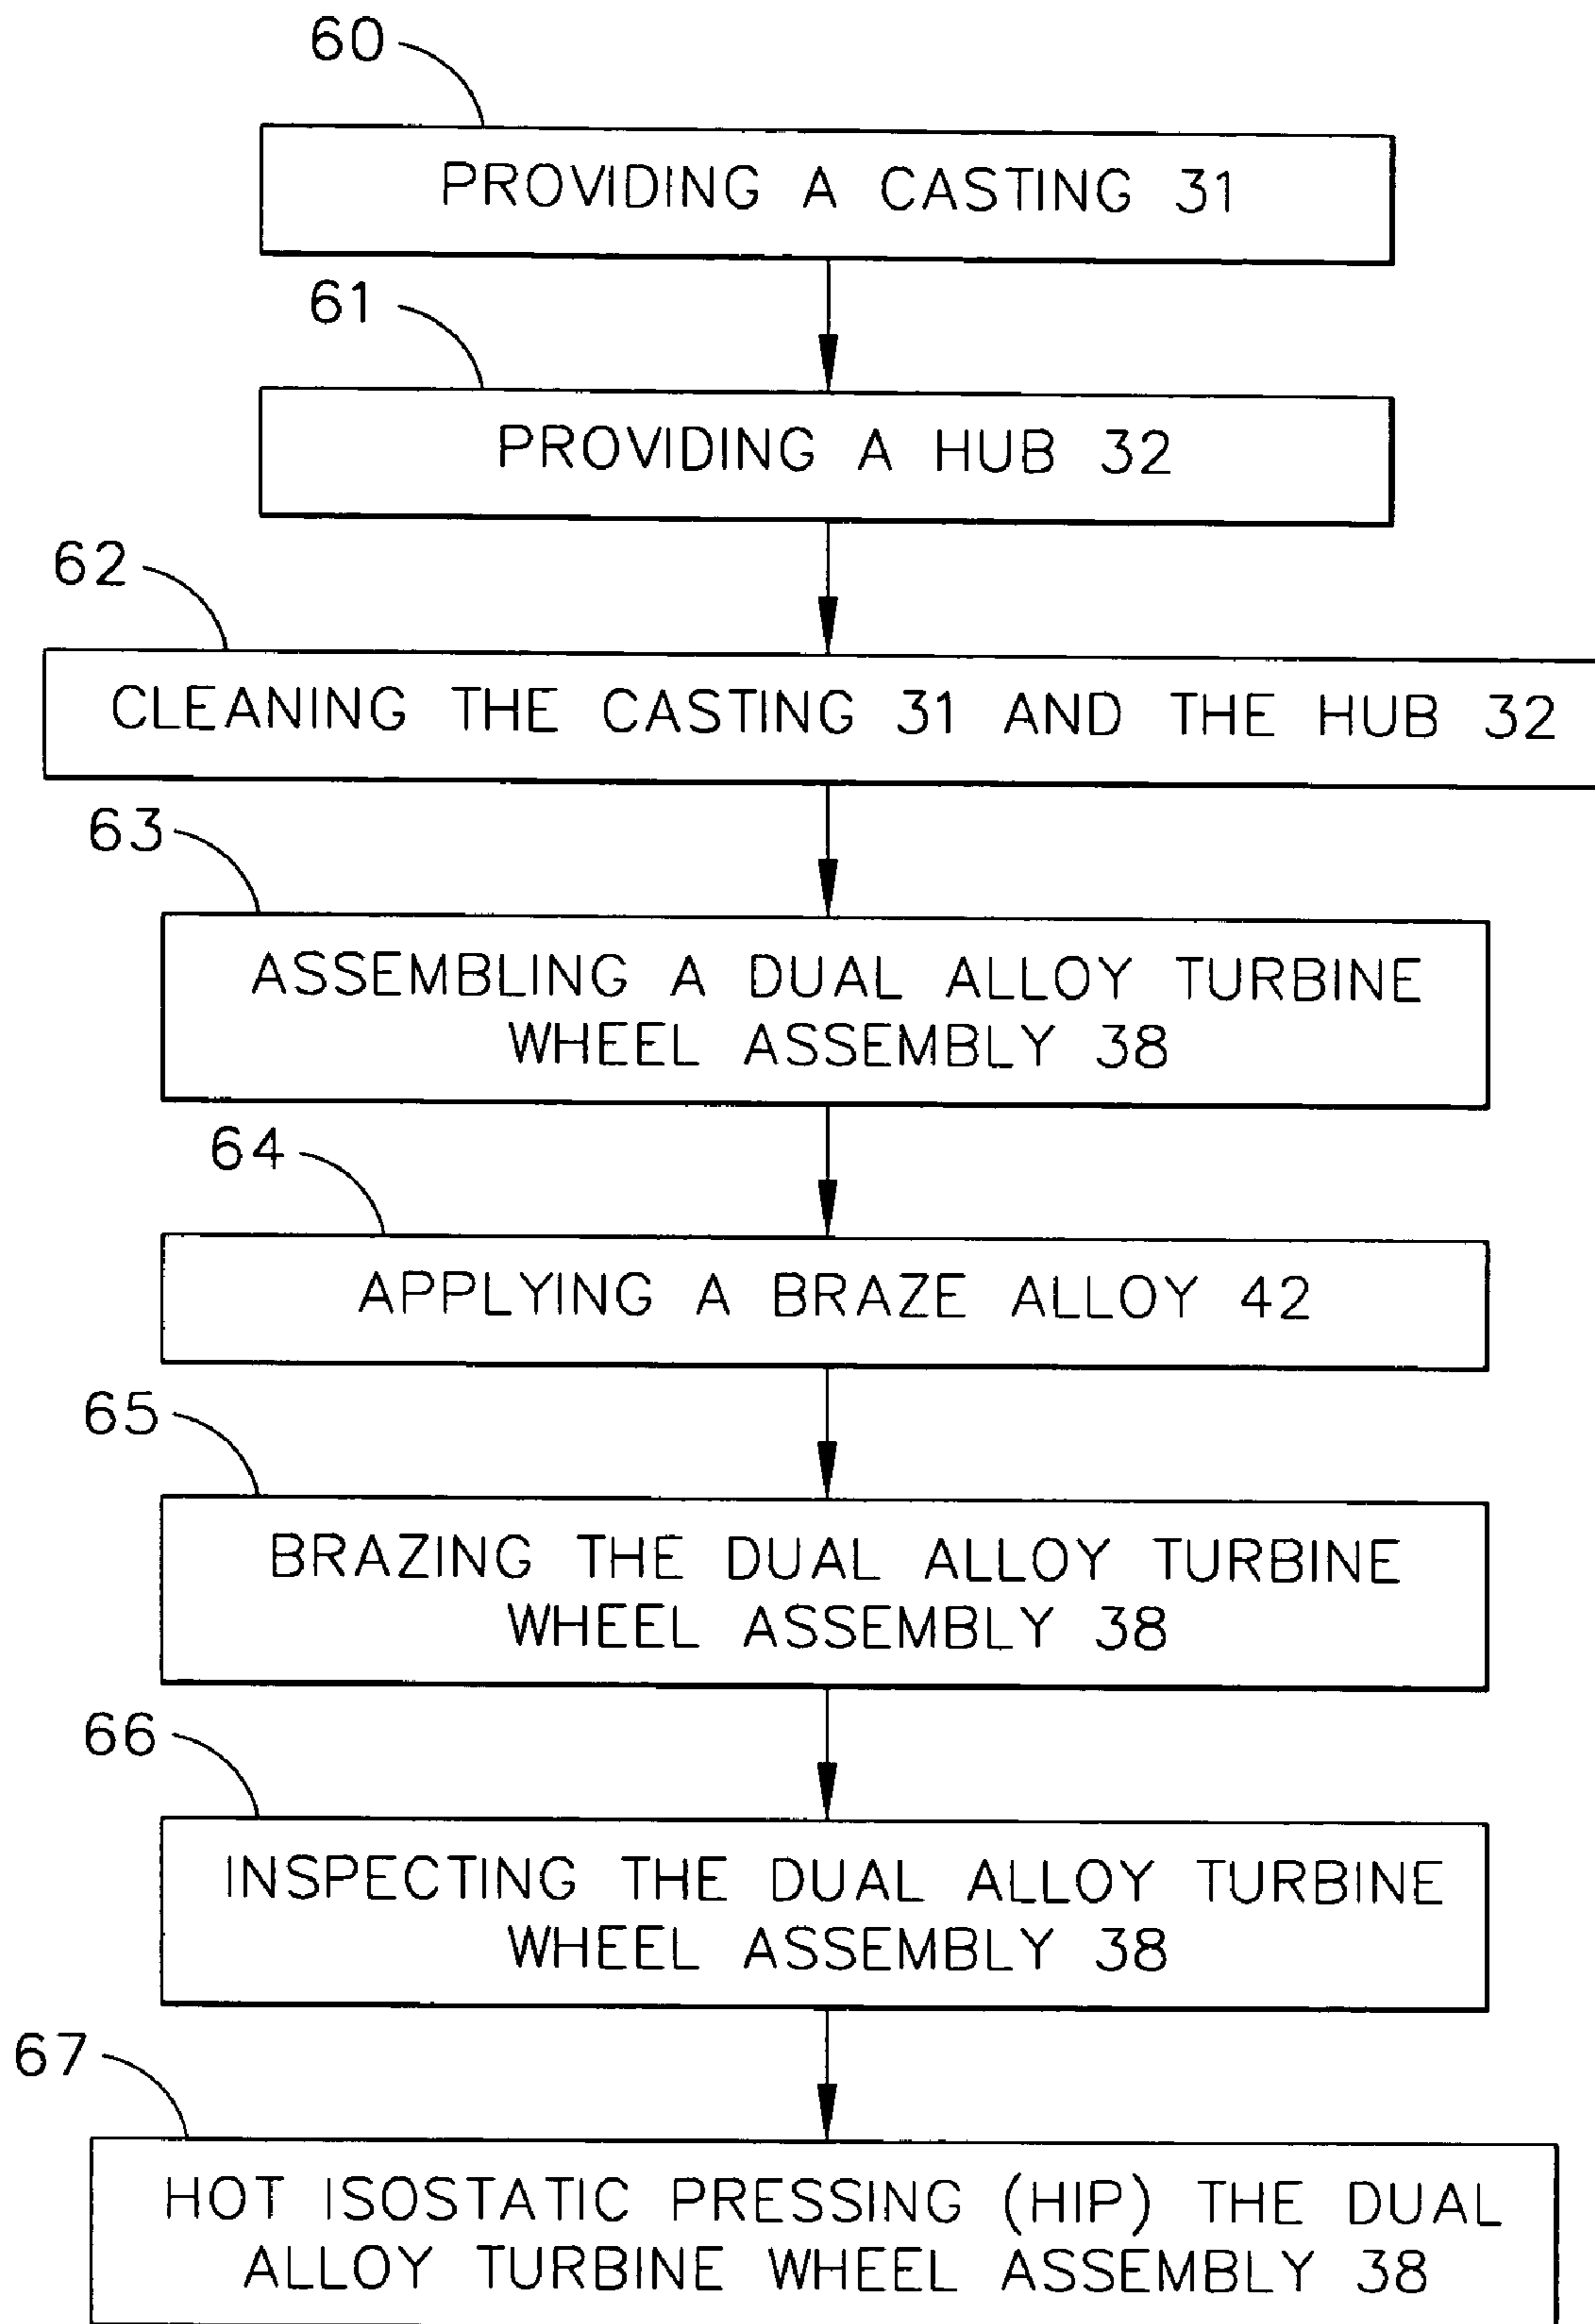 60
PROVIDING A CASTING 31
61
PROVIDING A HUB 32
62
CLEANING THE CASTING 31 AND THE HUB 32
63
ASSEMBLING A DUAL ALLOY TURBINE
WHEEL ASSEMBLY 38
64
APPLYING A BRAZE ALLOY 42
65
BRAZING THE DUAL ALLOY TURBINE
WHEEL ASSEMBLY 38
66
INSPECTING THE DUAL ALLOY TURBINE
WHEEL ASSEMBLY 38
67
HOT ISOSTATIC PRESSING (HIP) THE DUAL
ALLOY TURBINE WHEEL ASSEMBLY 38